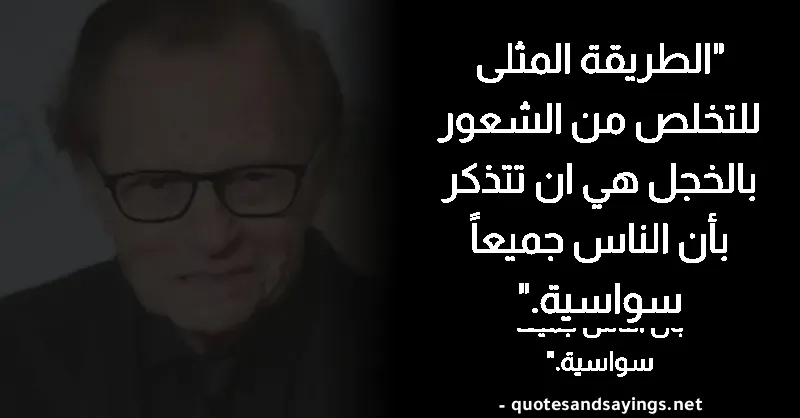 "الطريقة المثلى
للتخلص من الشعور
بالخجل هي ان تتذكر
بأن الناس جميعاً
سواسية."
سواسية."
- quotesandsayings.net